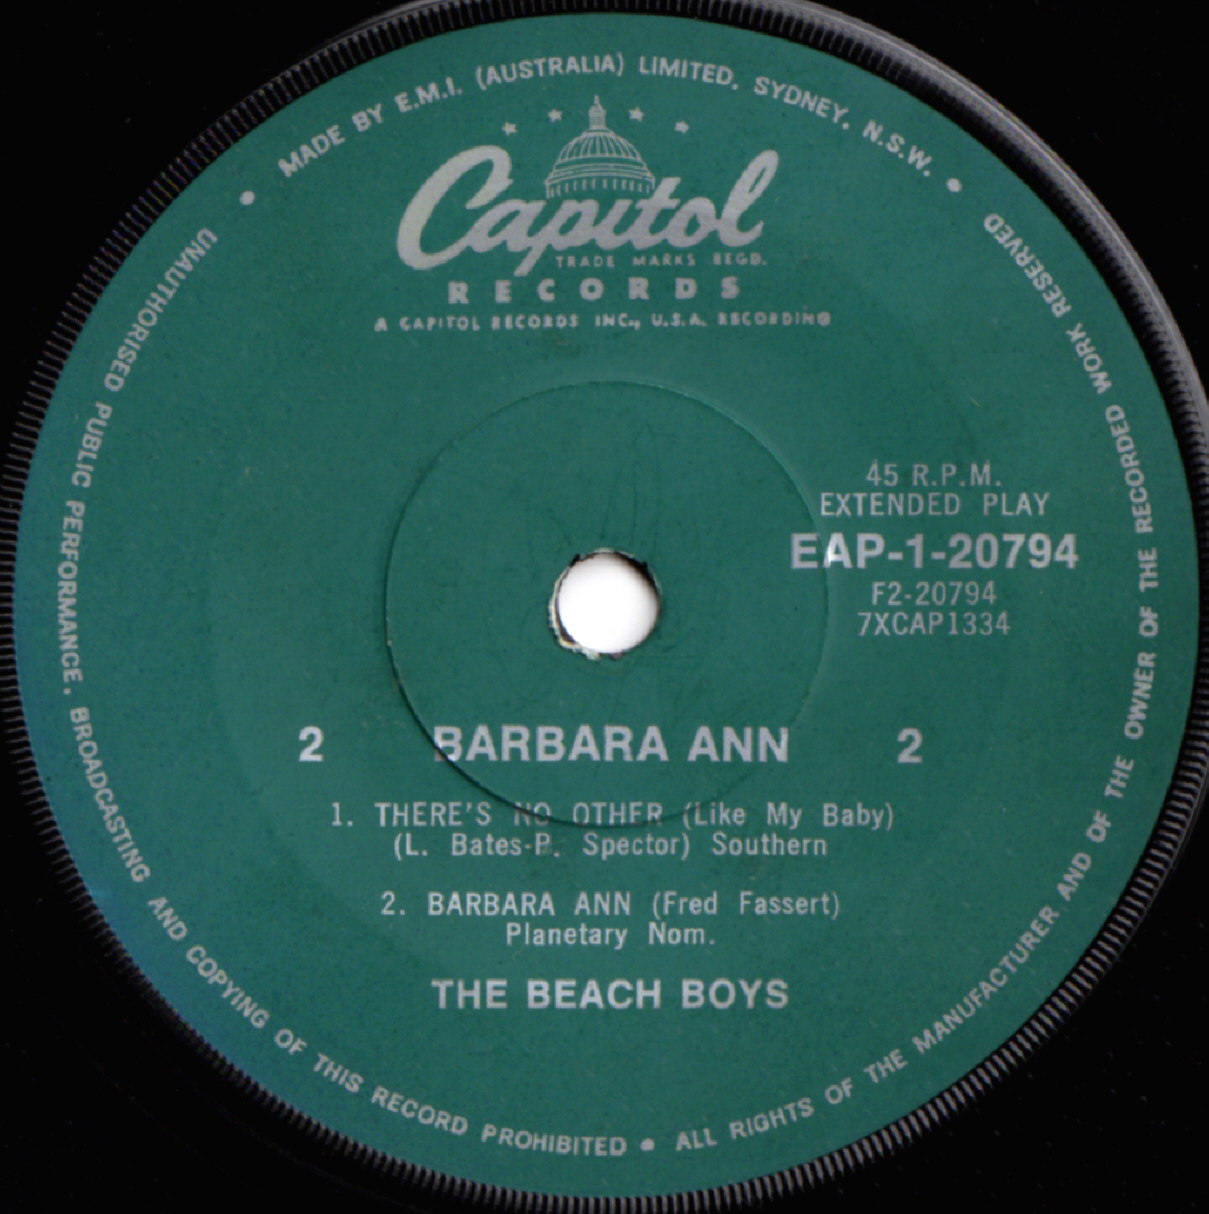 MADE BY E.M.I. (AUSTRALIA) LIMITED. SYDNEY. N.S.W.
Capitol
TRADE MARKS REGD.
RECORDS
A CAPITOL RECORDS INC., U.S.A. RECORDING
45 R.P.M.
EXTENDED PLAY
EAP-1-20794
F2-20794
7XCAP1334
2 BARBARA ANN 2
1. THERE'S NO OTHER (Like My Baby)
(L. Bates-P. Spector) Southern
2. BARBARA ANN (Fred Fassert)
Planetary Nom.
THE BEACH BOYS
UNAUTHORISED PUBLIC PERFORMANCE. BROADCASTING AND COPYING OF THIS RECORD PROHIBITED • ALL RIGHTS OF THE MANUFACTURER AND OF THE OWNER OF THE RECORDED WORK RESERVED